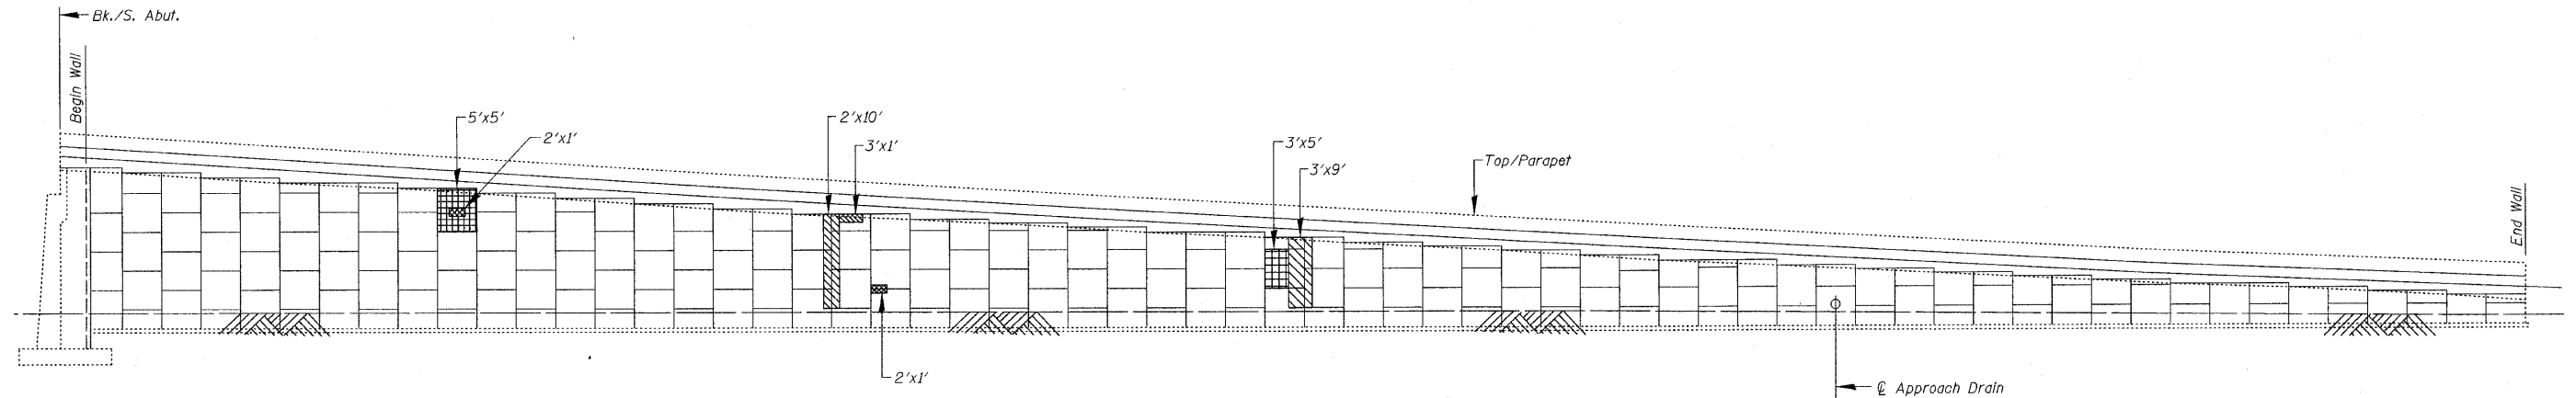 Bk./S. Abut.
Begin Wall
5'x5'
2'x1'
2'x10'
3'x1'
2'x1'
3'x5'
3'x9'
Top/Parapet
℄ Approach Drain
End Wall